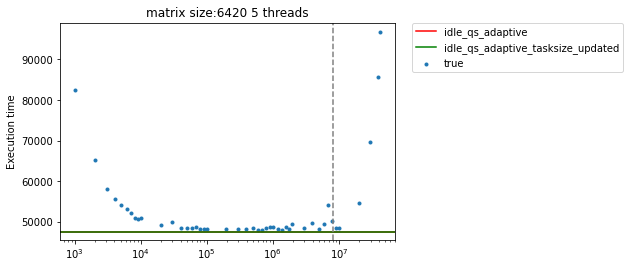 matrix size:6420 5 threads
idle_qs_adaptive
idle_qs_adaptive_tasksize_updated
true
Execution time
90000
80000
70000
60000
50000
10³ 10⁴ 10⁵ 10⁶ 10⁷